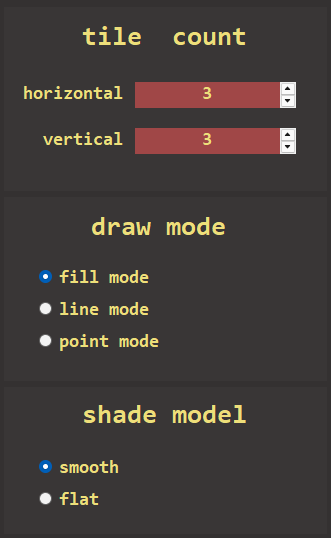 tile  count
horizontal 3
vertical 3
draw mode
fill mode
line mode
point mode
shade model
smooth
flat